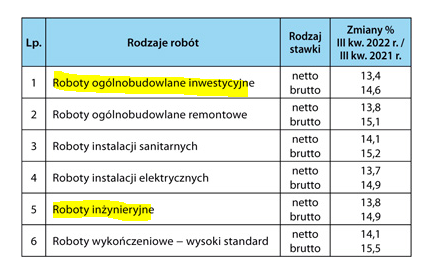 Lp. Rodzaje robót Rodzaj stawki Zmiany % III kw. 2022 r. / III kw. 2021 r.
1 Roboty ogólnobudowlane inwestycyjne netto 13,4
brutto 14,6
2 Roboty ogólnobudowlane remontowe netto 13,8
brutto 15,1
3 Roboty instalacji sanitarnych netto 14,1
brutto 15,2
4 Roboty instalacji elektrycznych netto 13,7
brutto 14,9
5 Roboty inżynieryjne netto 13,8
brutto 14,9
6 Roboty wykończeniowe – wysoki standard netto 14,1
brutto 15,5